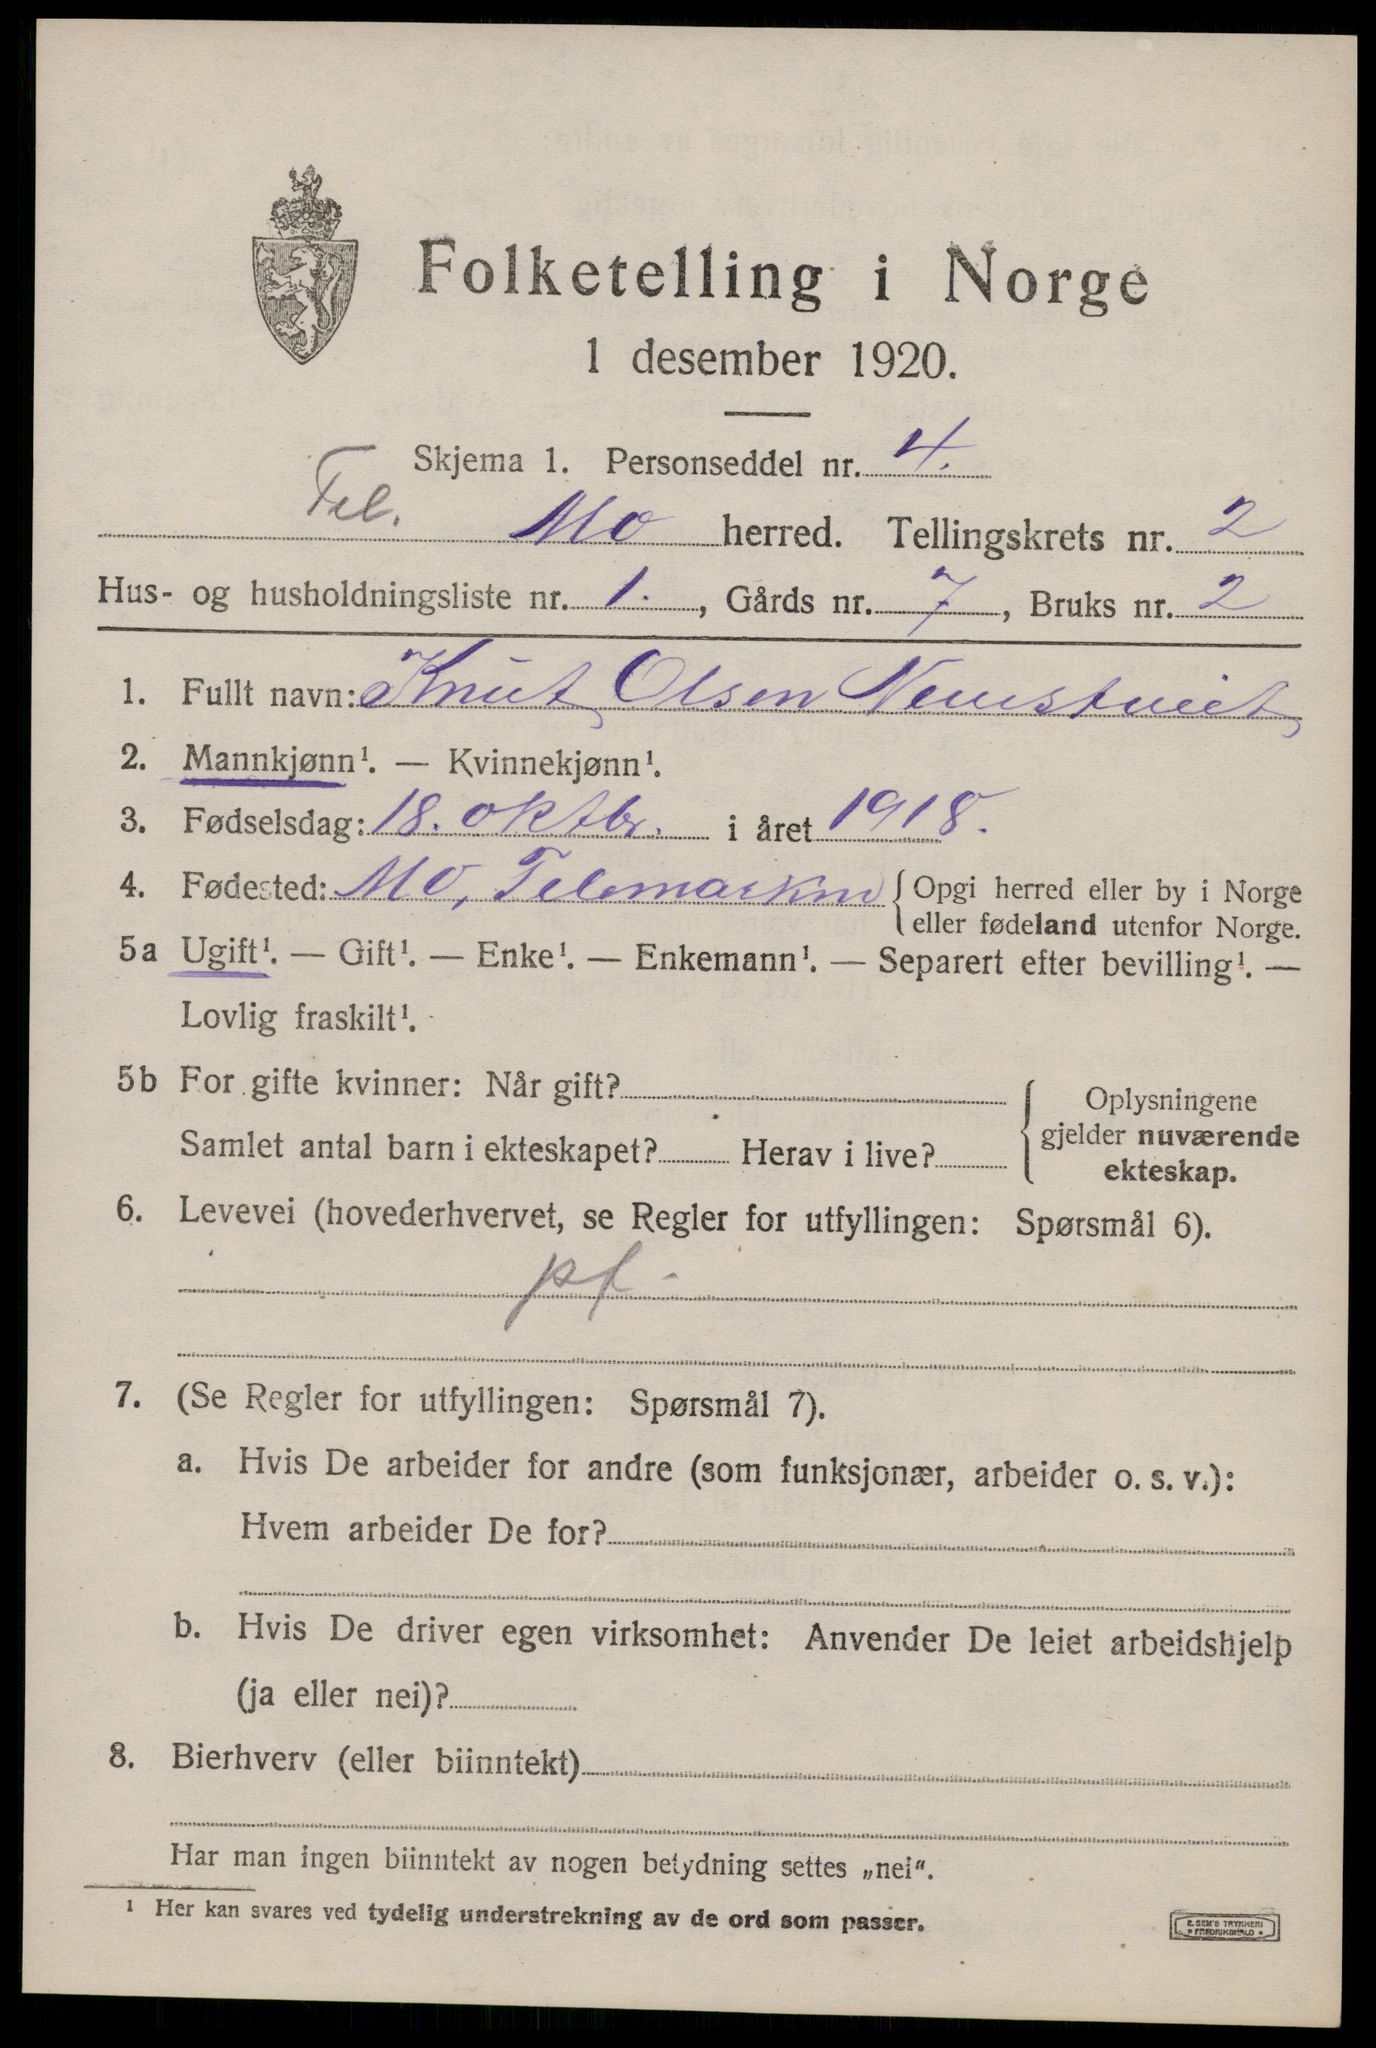 Folketelling i Norge
1 desember 1920.
Skjema 1. Personseddel nr. 4.
Tel. Mo herred. Tellingskrets nr. 2
Hus- og husholdningsliste nr. 1., Gårds nr. 7, Bruks nr. 2
1. Fullt navn: Knut Olsen
2. Mannkjønn¹. — Kvinnekjønn¹.
3. Fødselsdag: 18. oktbr. i året 1918.
4. Fødested: Mo, Telemarken {Opgi herred eller by i Norge
eller fødeland utenfor Norge.
5a Ugift¹. — Gift¹. — Enke¹. — Enkemann¹. — Separert efter bevilling¹. —
Lovlig fraskilt¹.
5b For gifte kvinner: Når gift?
Samlet antal barn i ekteskapet? Herav i live?
{Oplysningene
gjelder nuværende
ekteskap.
6. Levevei (hovederhvervet, se Regler for utfyllingen: Spørsmål 6).
pf.
7. (Se Regler for utfyllingen: Spørsmål 7).
a. Hvis De arbeider for andre (som funksjonær, arbeider o. s. v.):
Hvem arbeider De for?
b. Hvis De driver egen virksomhet: Anvender De leiet arbeidshjelp
(ja eller nei)?
8. Bierhverv (eller biinntekt)
Har man ingen biinntekt av nogen betydning settes „nei“.
¹ Her kan svares ved tydelig understrekning av de ord som passer.
E. SEM'S TRYKKERI
* FREDRIKSHALD *